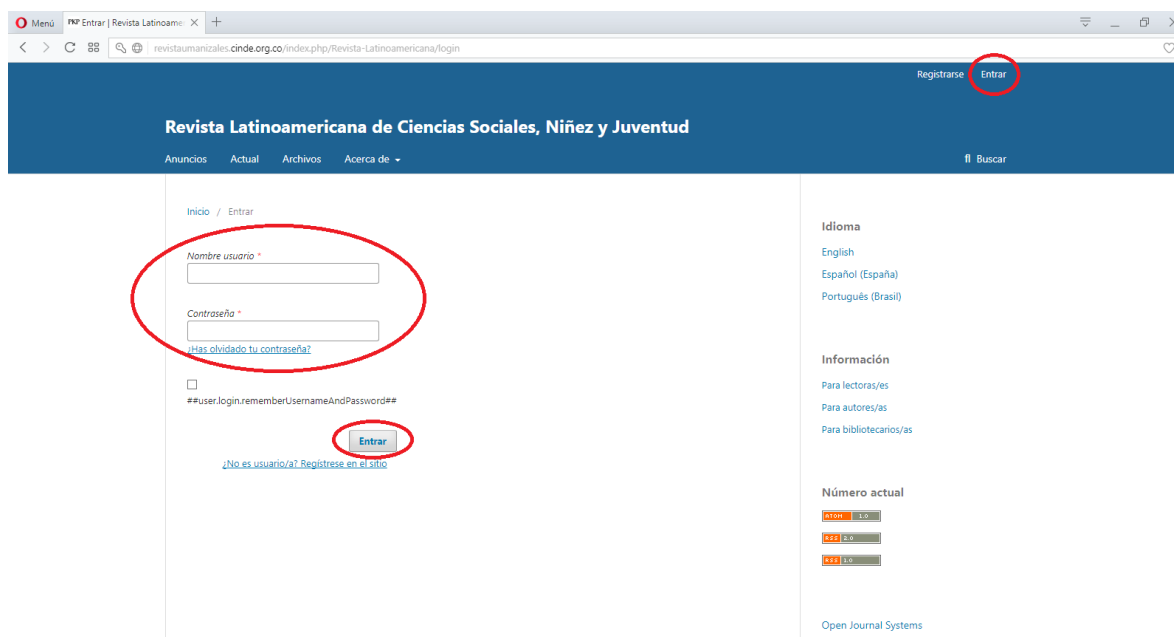 Menú
PKP Entrar | Revista Latinoame
revistaumanizales.cinde.org.co/index.php/Revista-Latinoamericana/login
Registrarse Entrar
Revista Latinoamericana de Ciencias Sociales, Niñez y Juventud
Anuncios Actual Archivos Acerca de
fl Buscar
Inicio / Entrar
Nombre usuario *
Contraseña *
¿Has olvidado tu contraseña?
##user.login.rememberUsernameAndPassword##
Entrar
¿No es usuario/a? Regístrese en el sitio
Idioma
English
Español (España)
Português (Brasil)
Información
Para lectoras/es
Para autores/as
Para bibliotecarios/as
Número actual
ATOM 1.0
RSS 2.0
RSS 1.0
Open Journal Systems